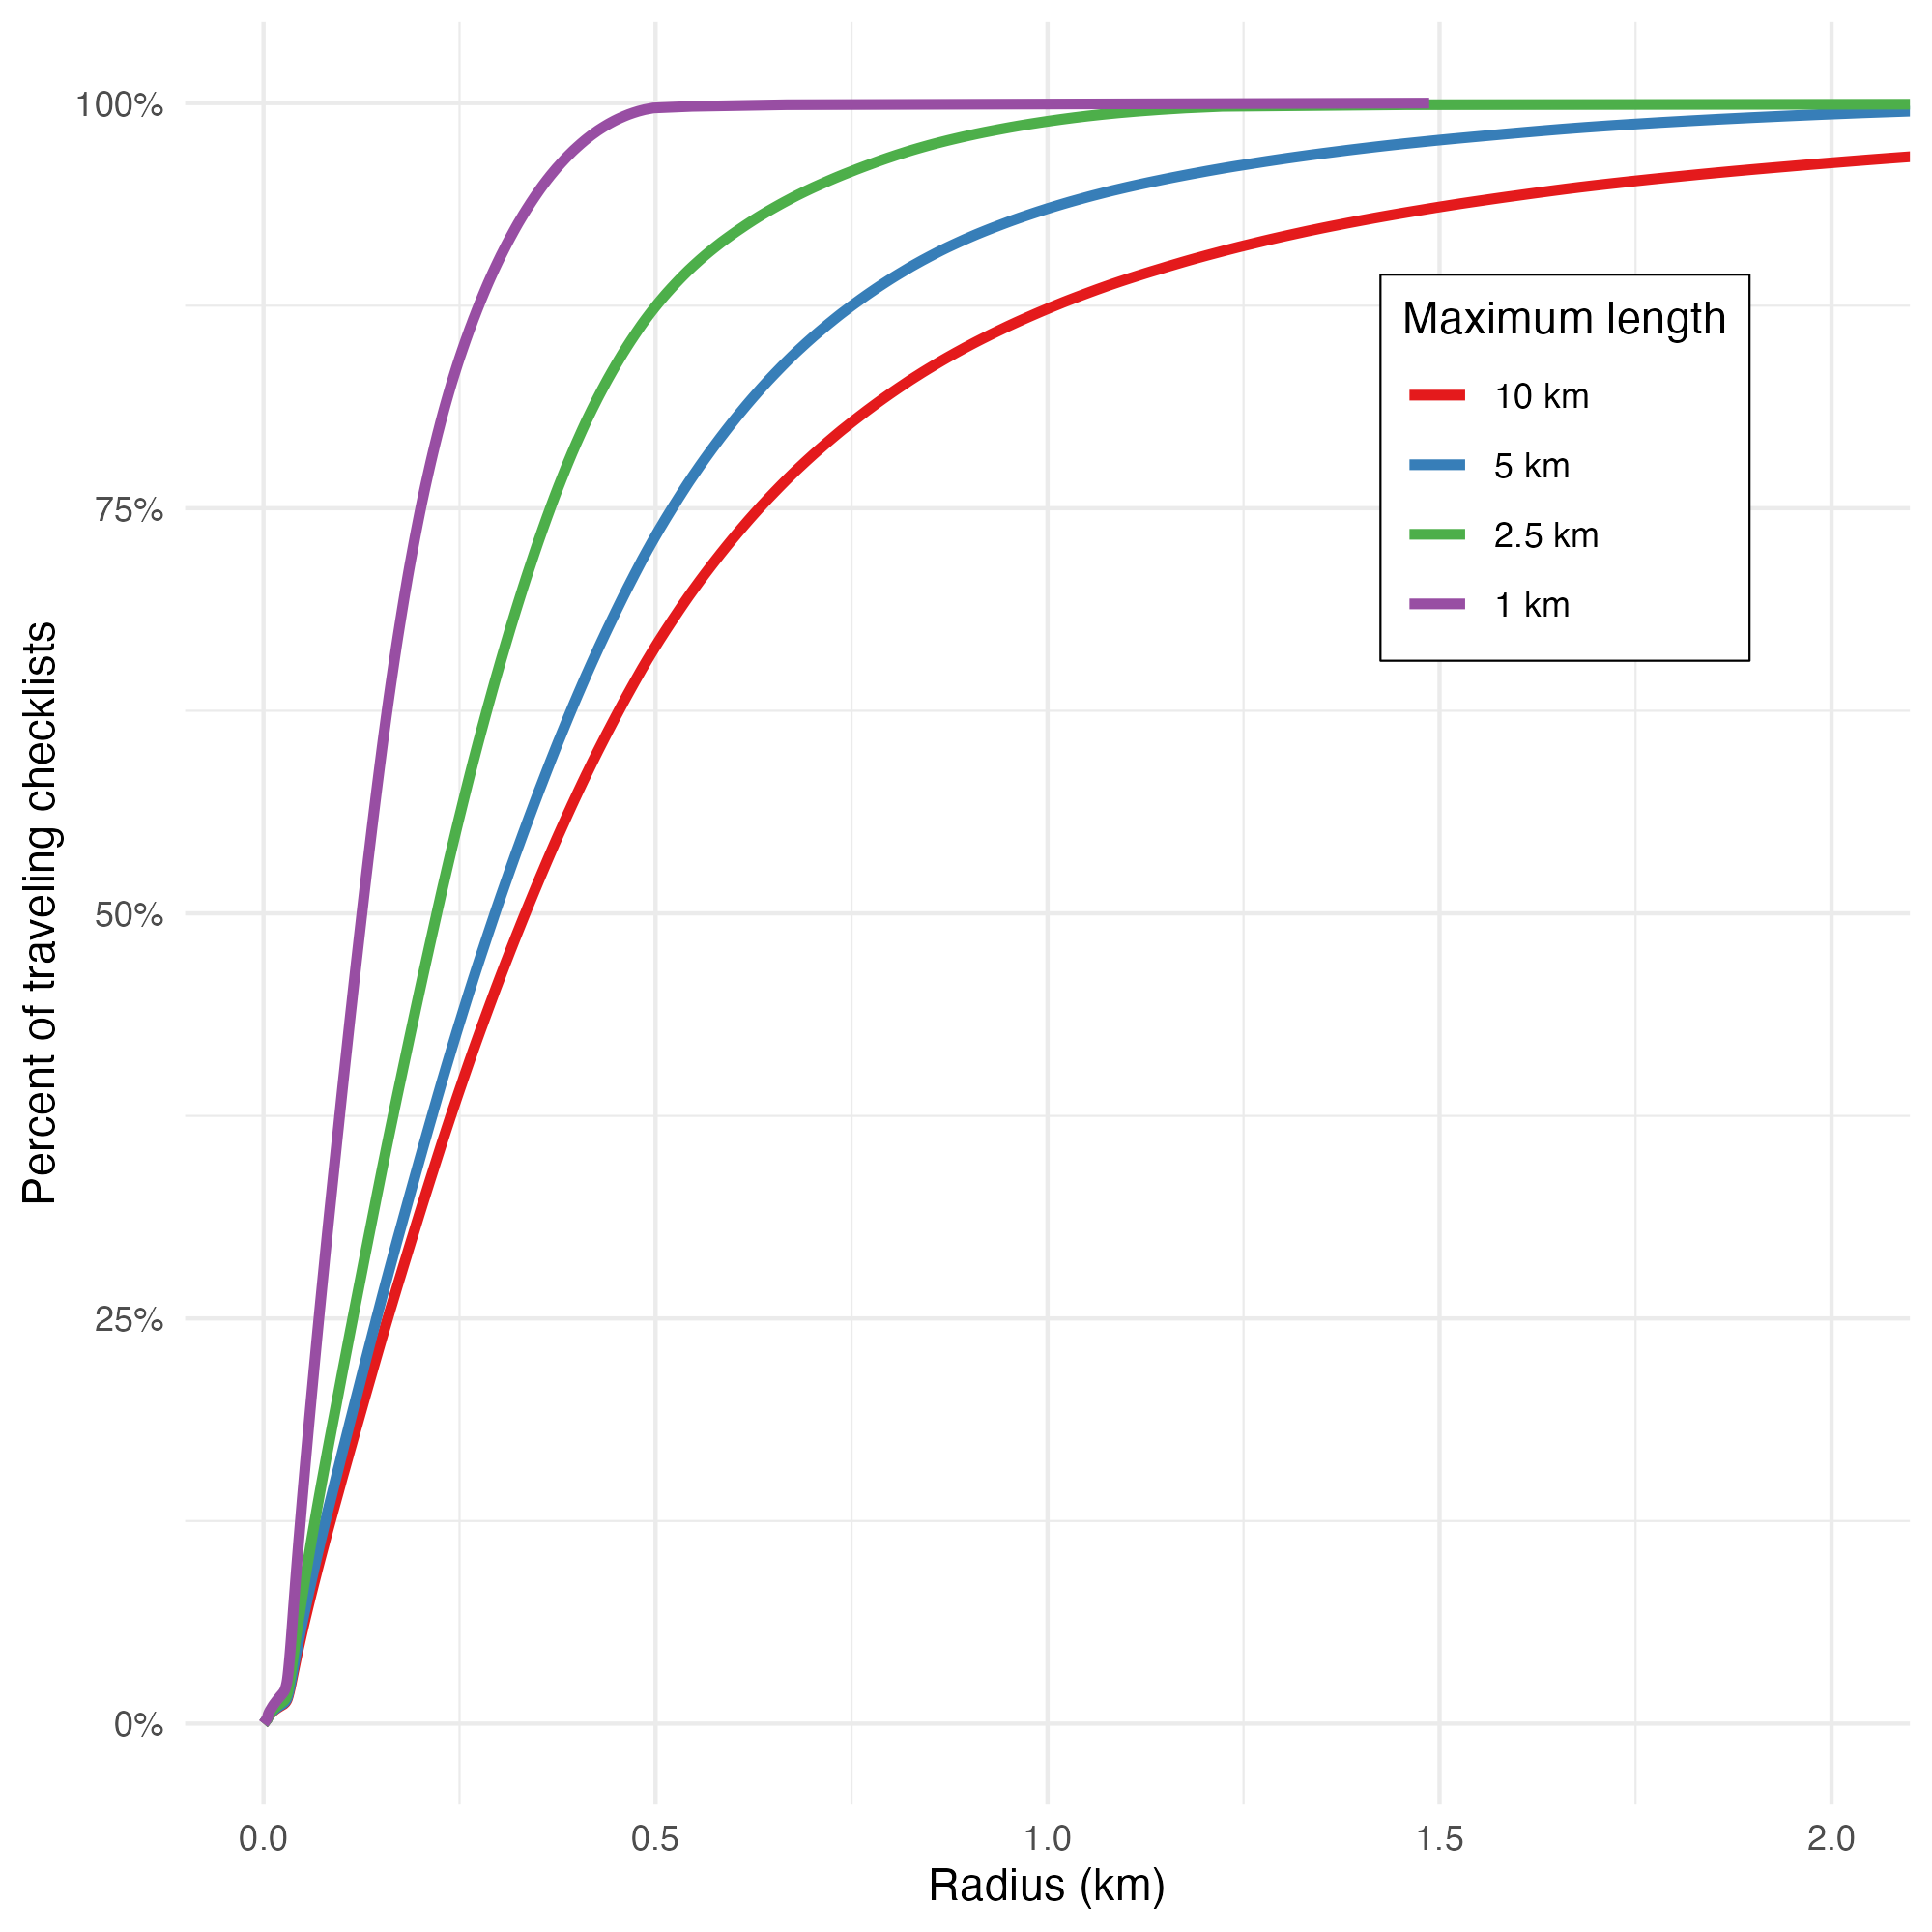 100%
75%
50%
25%
0%
Percent of traveling checklists
Maximum length
10 km
5 km
2.5 km
1 km
0.0 0.5 1.0 1.5 2.0
Radius (km)